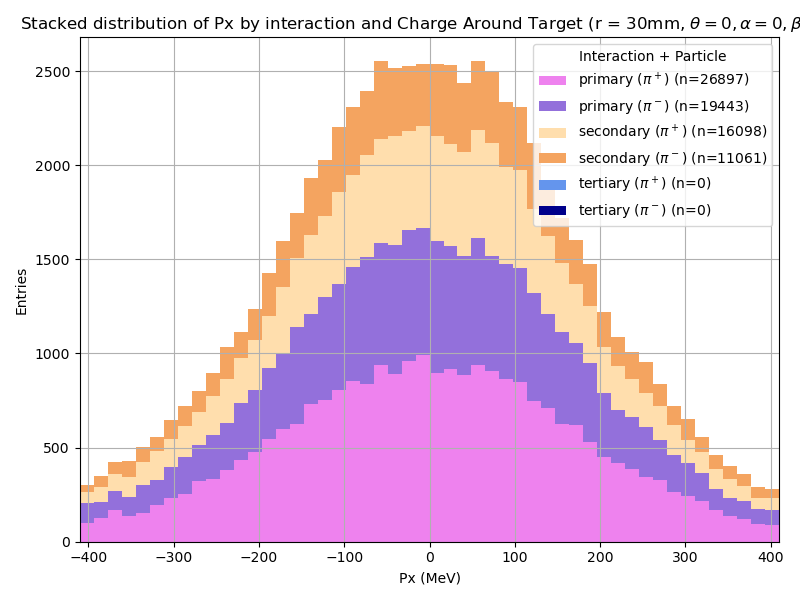 Stacked distribution of Px by interaction and Charge Around Target (r = 30mm, θ = 0, α = 0, β
Entries
2500
2000
1500
1000
500
0
Interaction + Particle
primary (π⁺) (n=26897)
primary (π⁻) (n=19443)
secondary (π⁺) (n=16098)
secondary (π⁻) (n=11061)
tertiary (π⁺) (n=0)
tertiary (π⁻) (n=0)
−400 −300 −200 −100 0 100 200 300 400
Px (MeV)